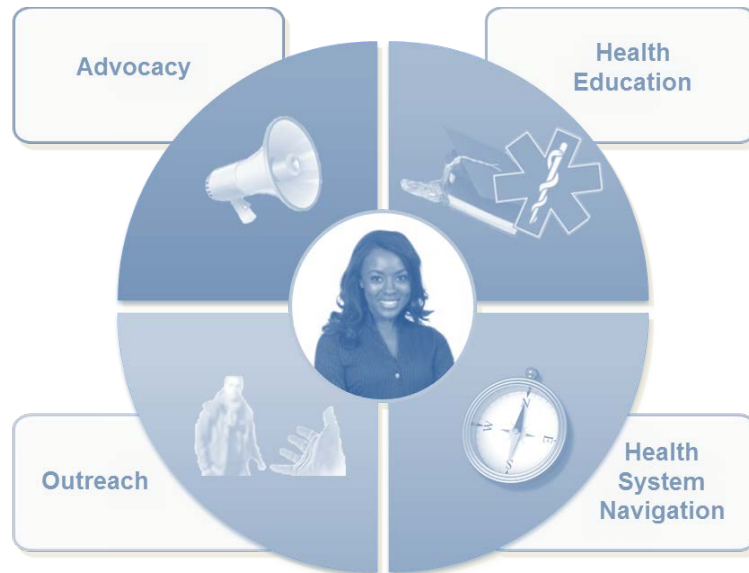 Advocacy
Health
Education
Outreach
Health
System
Navigation
N
W
E
S